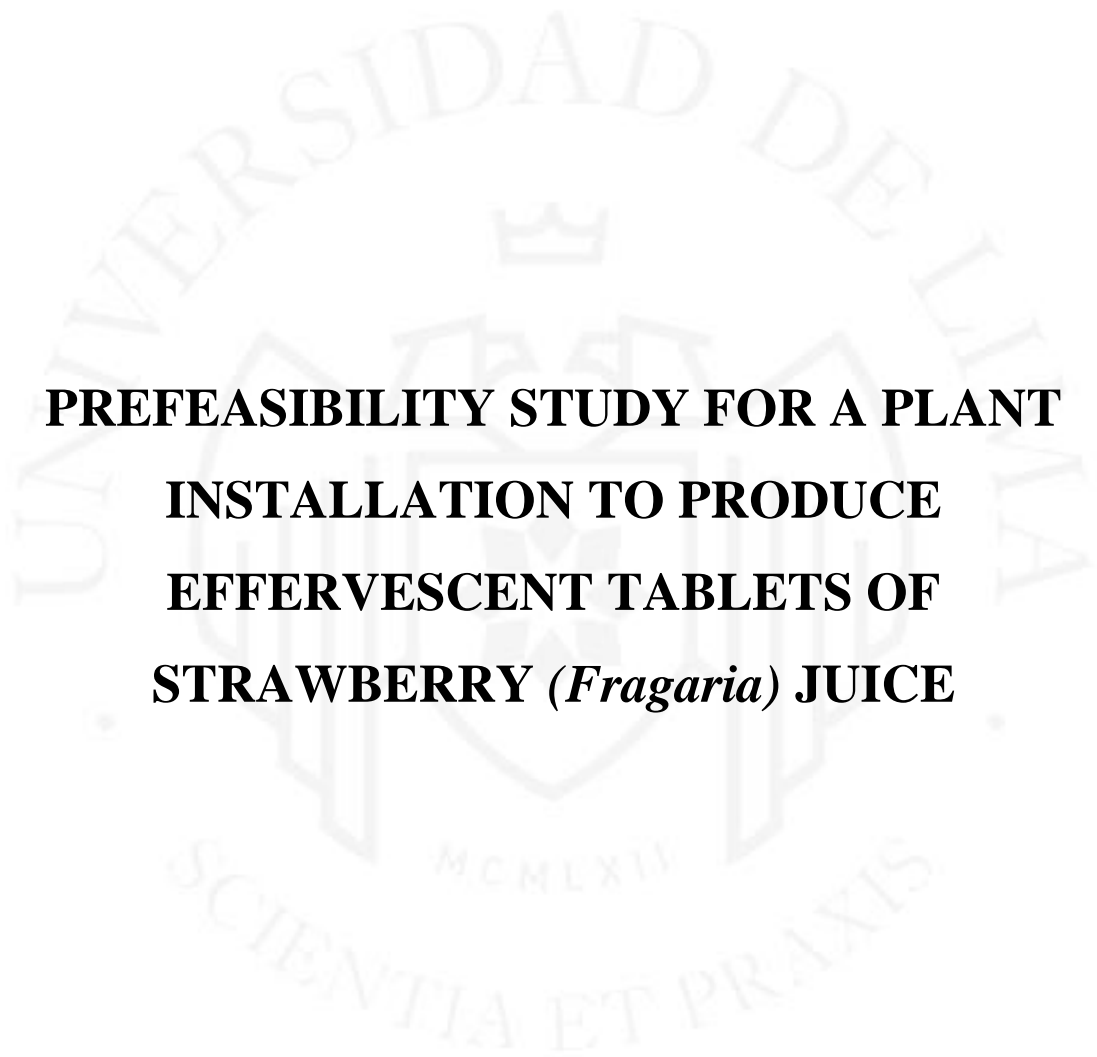 UNIVERSIDAD DE LIMA
PREFEASIBILITY STUDY FOR A PLANT
INSTALLATION TO PRODUCE
EFFERVESCENT TABLETS OF
STRAWBERRY (Fragaria) JUICE
MCMLXII
SCIENTIA ET PRAXIS